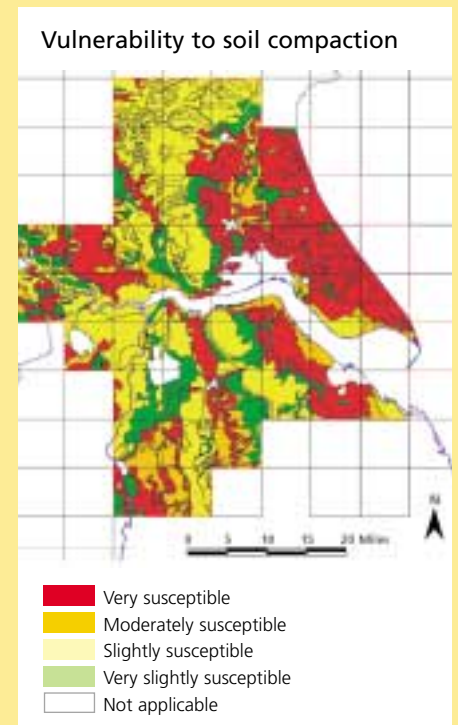 Vulnerability to soil compaction
N
0 5 10 15 20 Miles
Very susceptible
Moderately susceptible
Slightly susceptible
Very slightly susceptible
Not applicable